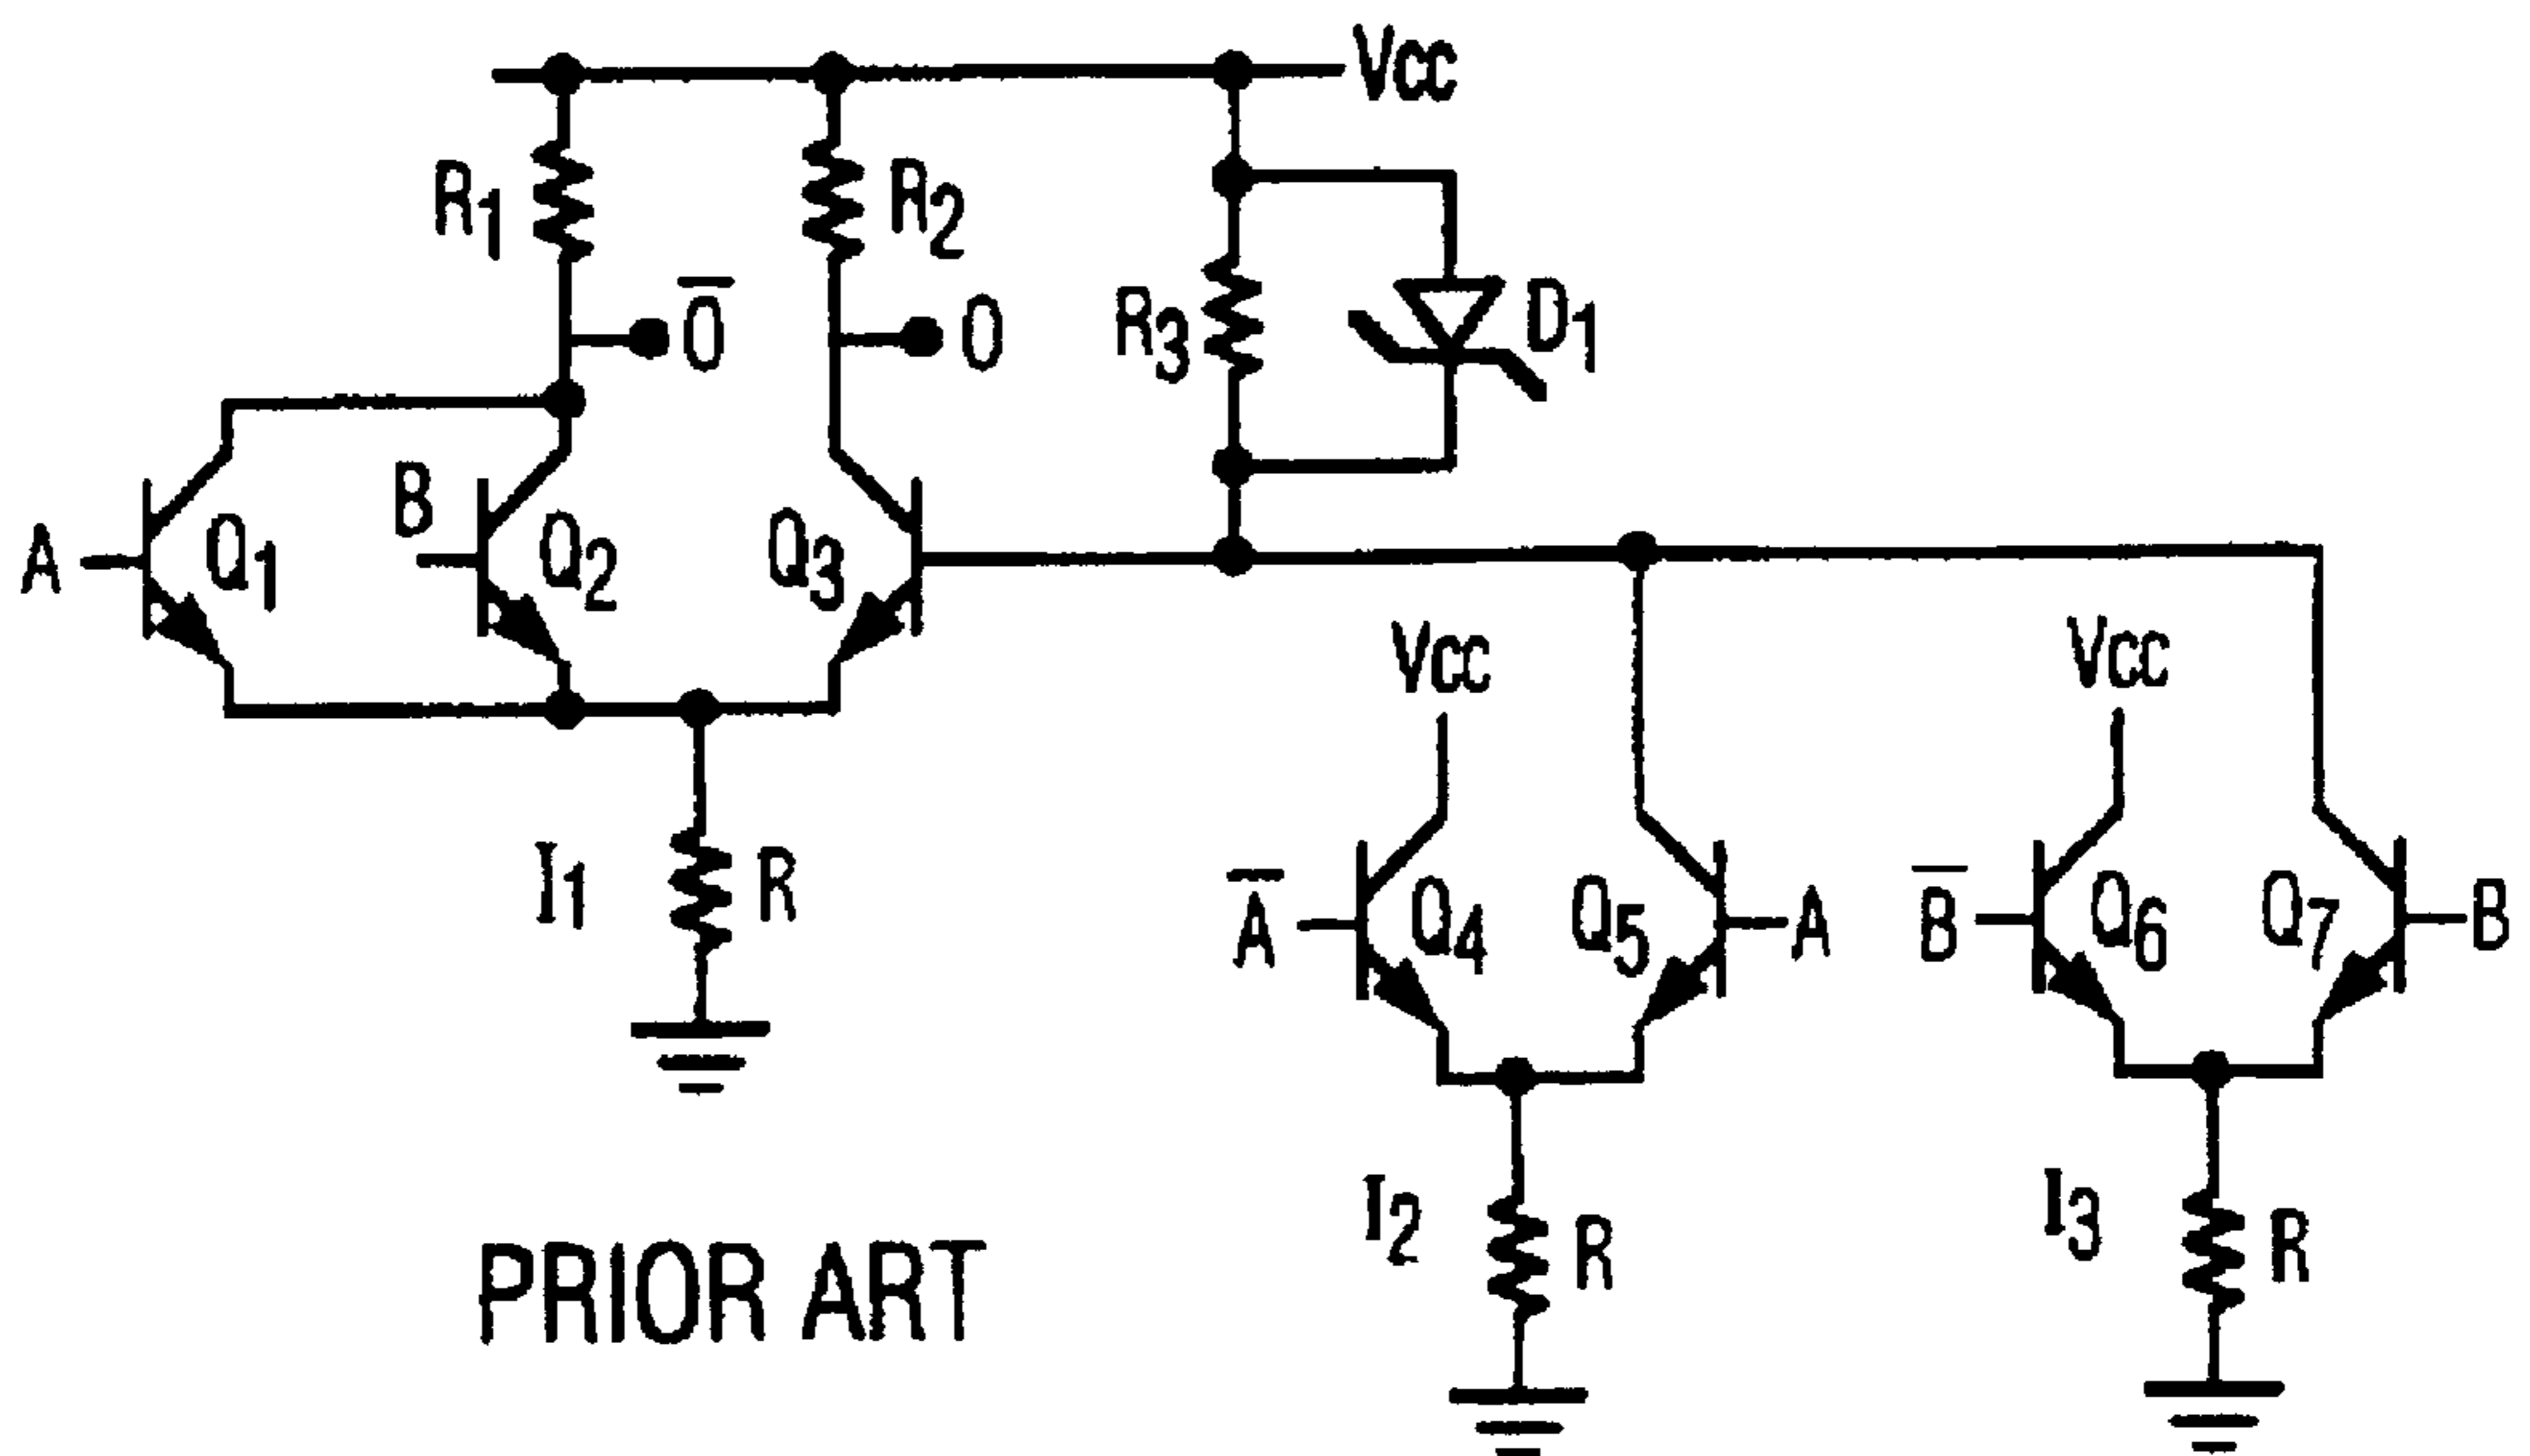 Vcc
R1
R2
O̅
O
R3
D1
A
Q1
B
Q2
Q3
Vcc
Vcc
I1
R
A̅
Q4
Q5
A
B̅
Q6
Q7
B
I2
R
I3
R
PRIOR ART